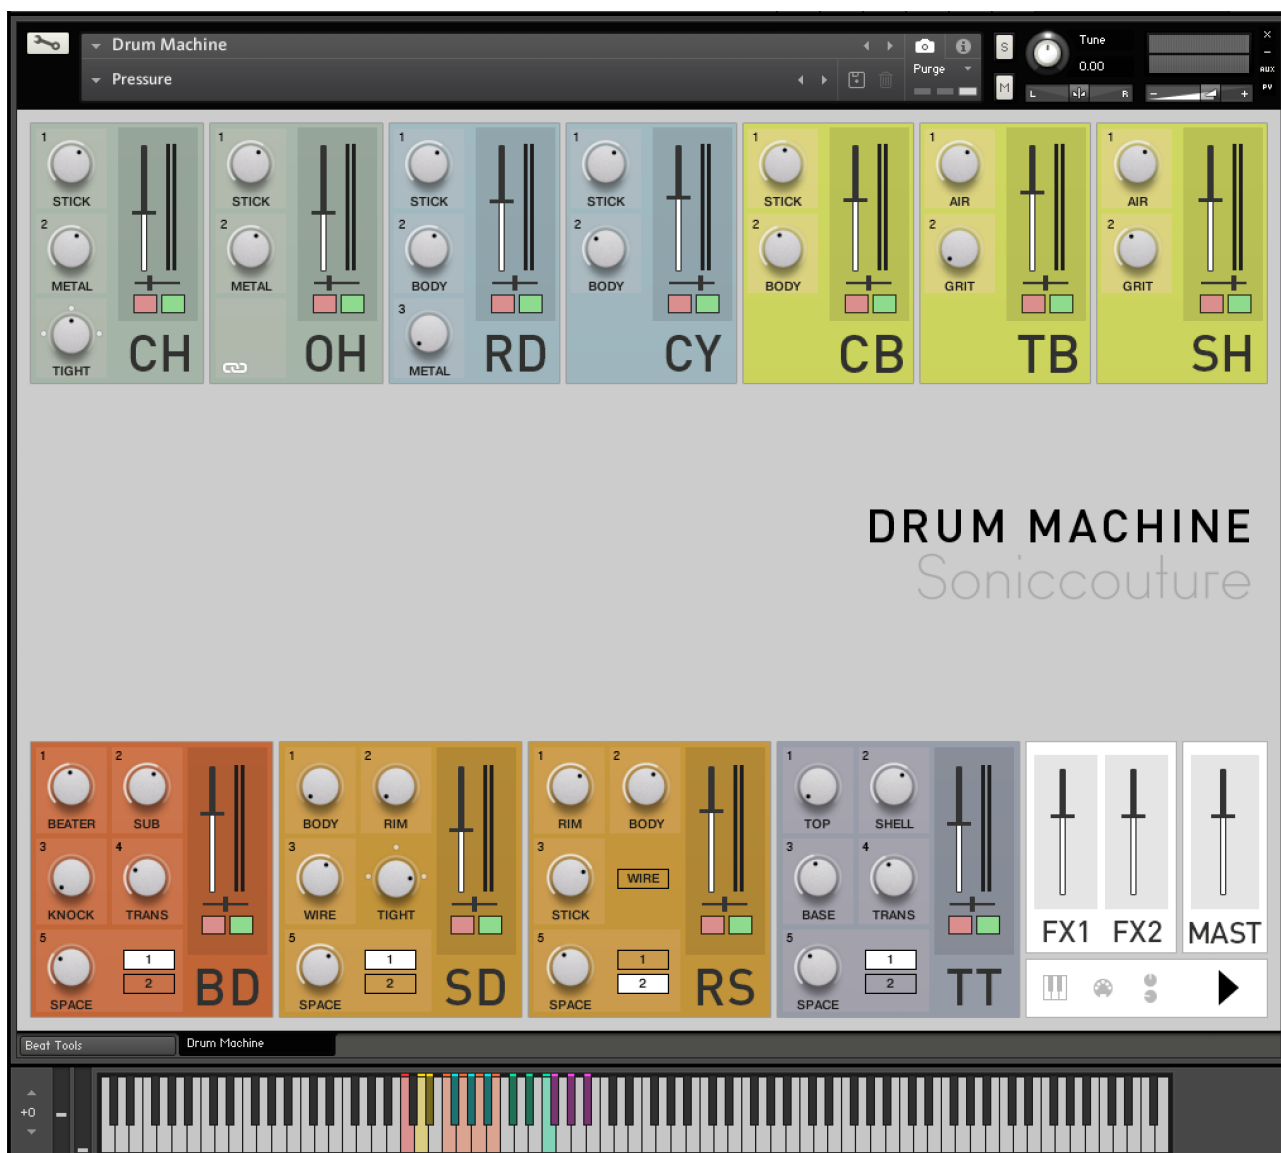 Drum Machine
Pressure
Purge
S
M
Tune
0.00
L R
- +
×
-
AUX
PV
1 STICK
2 METAL
TIGHT
CH
1 STICK
2 METAL
OH
1 STICK
2 BODY
3 METAL
RD
1 STICK
2 BODY
CY
1 STICK
2 BODY
CB
1 AIR
2 GRIT
TB
1 AIR
2 GRIT
SH
DRUM MACHINE
Soniccouture
1 BEATER
2 SUB
3 KNOCK
4 TRANS
5 SPACE
1
2
BD
1 BODY
2 RIM
3 WIRE
TIGHT
5 SPACE
1
2
SD
1 RIM
2 BODY
3 STICK
WIRE
5 SPACE
1
2
RS
1 TOP
2 SHELL
3 BASE
4 TRANS
5 SPACE
1
2
TT
FX1 FX2 MAST
Beat Tools
Drum Machine
+0